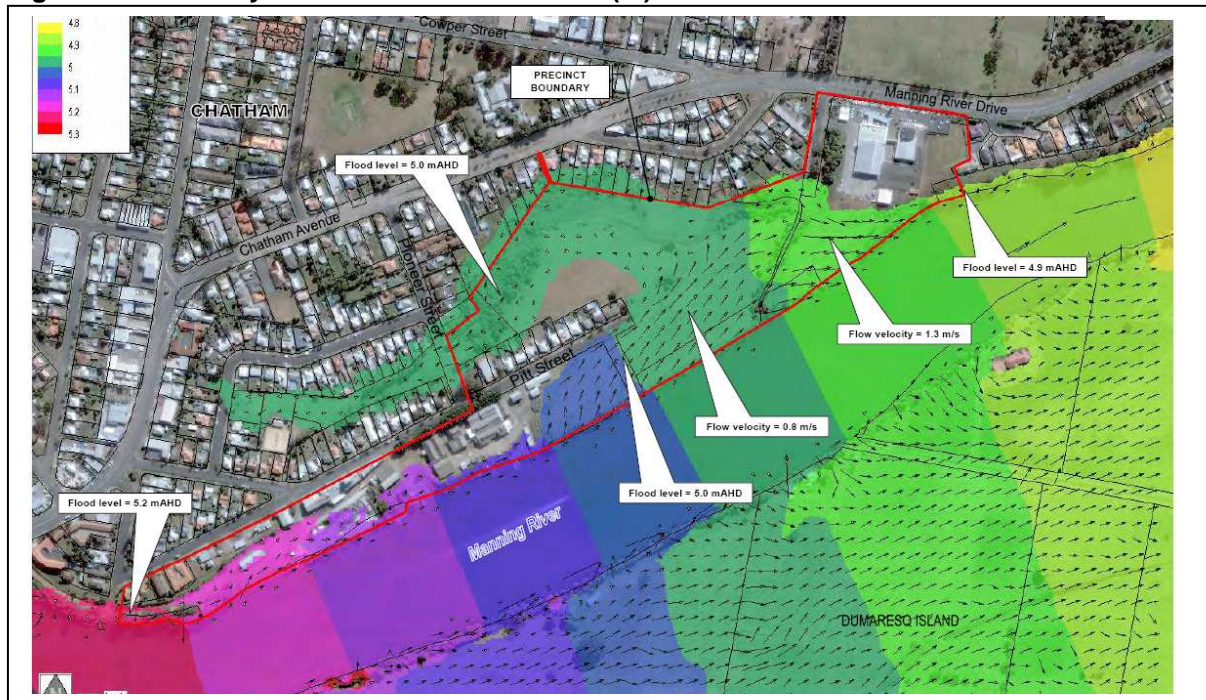 4.8
4.9
5
5.1
5.2
5.3
CHATHAM
Cowper Street
PRECINCT
BOUNDARY
Manning River Drive
Flood level = 5.0 mAHD
Chatham Avenue
Pioneer Street
Flood level = 4.9 mAHD
Flow velocity = 1.3 m/s
Pitt Street
Flow velocity = 0.8 m/s
Flood level = 5.0 mAHD
Flood level = 5.2 mAHD
Manning River
DUMARESQ ISLAND